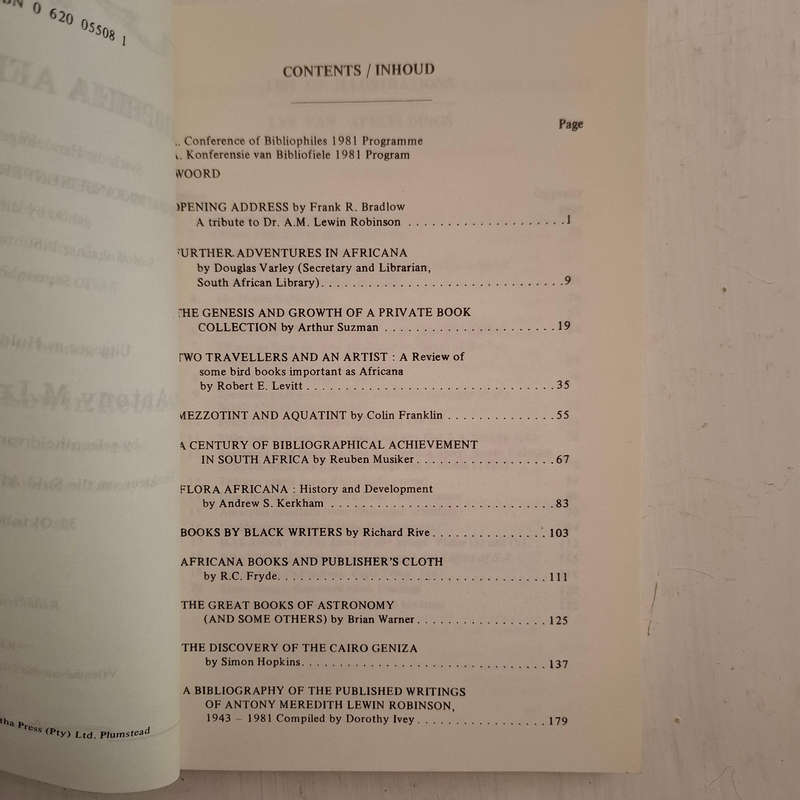 0 620 05508 1
CONTENTS / INHOUD
Page
Conference of Bibliophiles 1981 Programme
Konferensie van Bibliofiele 1981 Program
WOORD
OPENING ADDRESS by Frank R. Bradlow
A tribute to Dr. A.M. Lewin Robinson . . . . . . . . . . . . . . . . . . . . .1
FURTHER ADVENTURES IN AFRICANA
by Douglas Varley (Secretary and Librarian,
South African Library). . . . . . . . . . . . . . . . . . . . . . . . . . . . . . .9
THE GENESIS AND GROWTH OF A PRIVATE BOOK
COLLECTION by Arthur Suzman . . . . . . . . . . . . . . . . . . . . . . 19
TWO TRAVELLERS AND AN ARTIST : A Review of
some bird books important as Africana
by Robert E. Levitt . . . . . . . . . . . . . . . . . . . . . . . . . . . . . . . 35
MEZZOTINT AND AQUATINT by Colin Franklin . . . . . . . . . . . . . 55
A CENTURY OF BIBLIOGRAPHICAL ACHIEVEMENT
IN SOUTH AFRICA by Reuben Musiker . . . . . . . . . . . . . . . . . 67
FLORA AFRICANA : History and Development
by Andrew S. Kerkham . . . . . . . . . . . . . . . . . . . . . . . . . . . . 83
BOOKS BY BLACK WRITERS by Richard Rive . . . . . . . . . . . . . . 103
AFRICANA BOOKS AND PUBLISHER'S CLOTH
by R.C. Fryde. . . . . . . . . . . . . . . . . . . . . . . . . . . . . . . . . 111
THE GREAT BOOKS OF ASTRONOMY
(AND SOME OTHERS) by Brian Warner . . . . . . . . . . . . . . . . 125
THE DISCOVERY OF THE CAIRO GENIZA
by Simon Hopkins. . . . . . . . . . . . . . . . . . . . . . . . . . . . . . 137
A BIBLIOGRAPHY OF THE PUBLISHED WRITINGS
OF ANTONY MEREDITH LEWIN ROBINSON,
1943 – 1981 Compiled by Dorothy Ivey . . . . . . . . . . . . . . . . 179
Press (Pty) Ltd. Plumstead